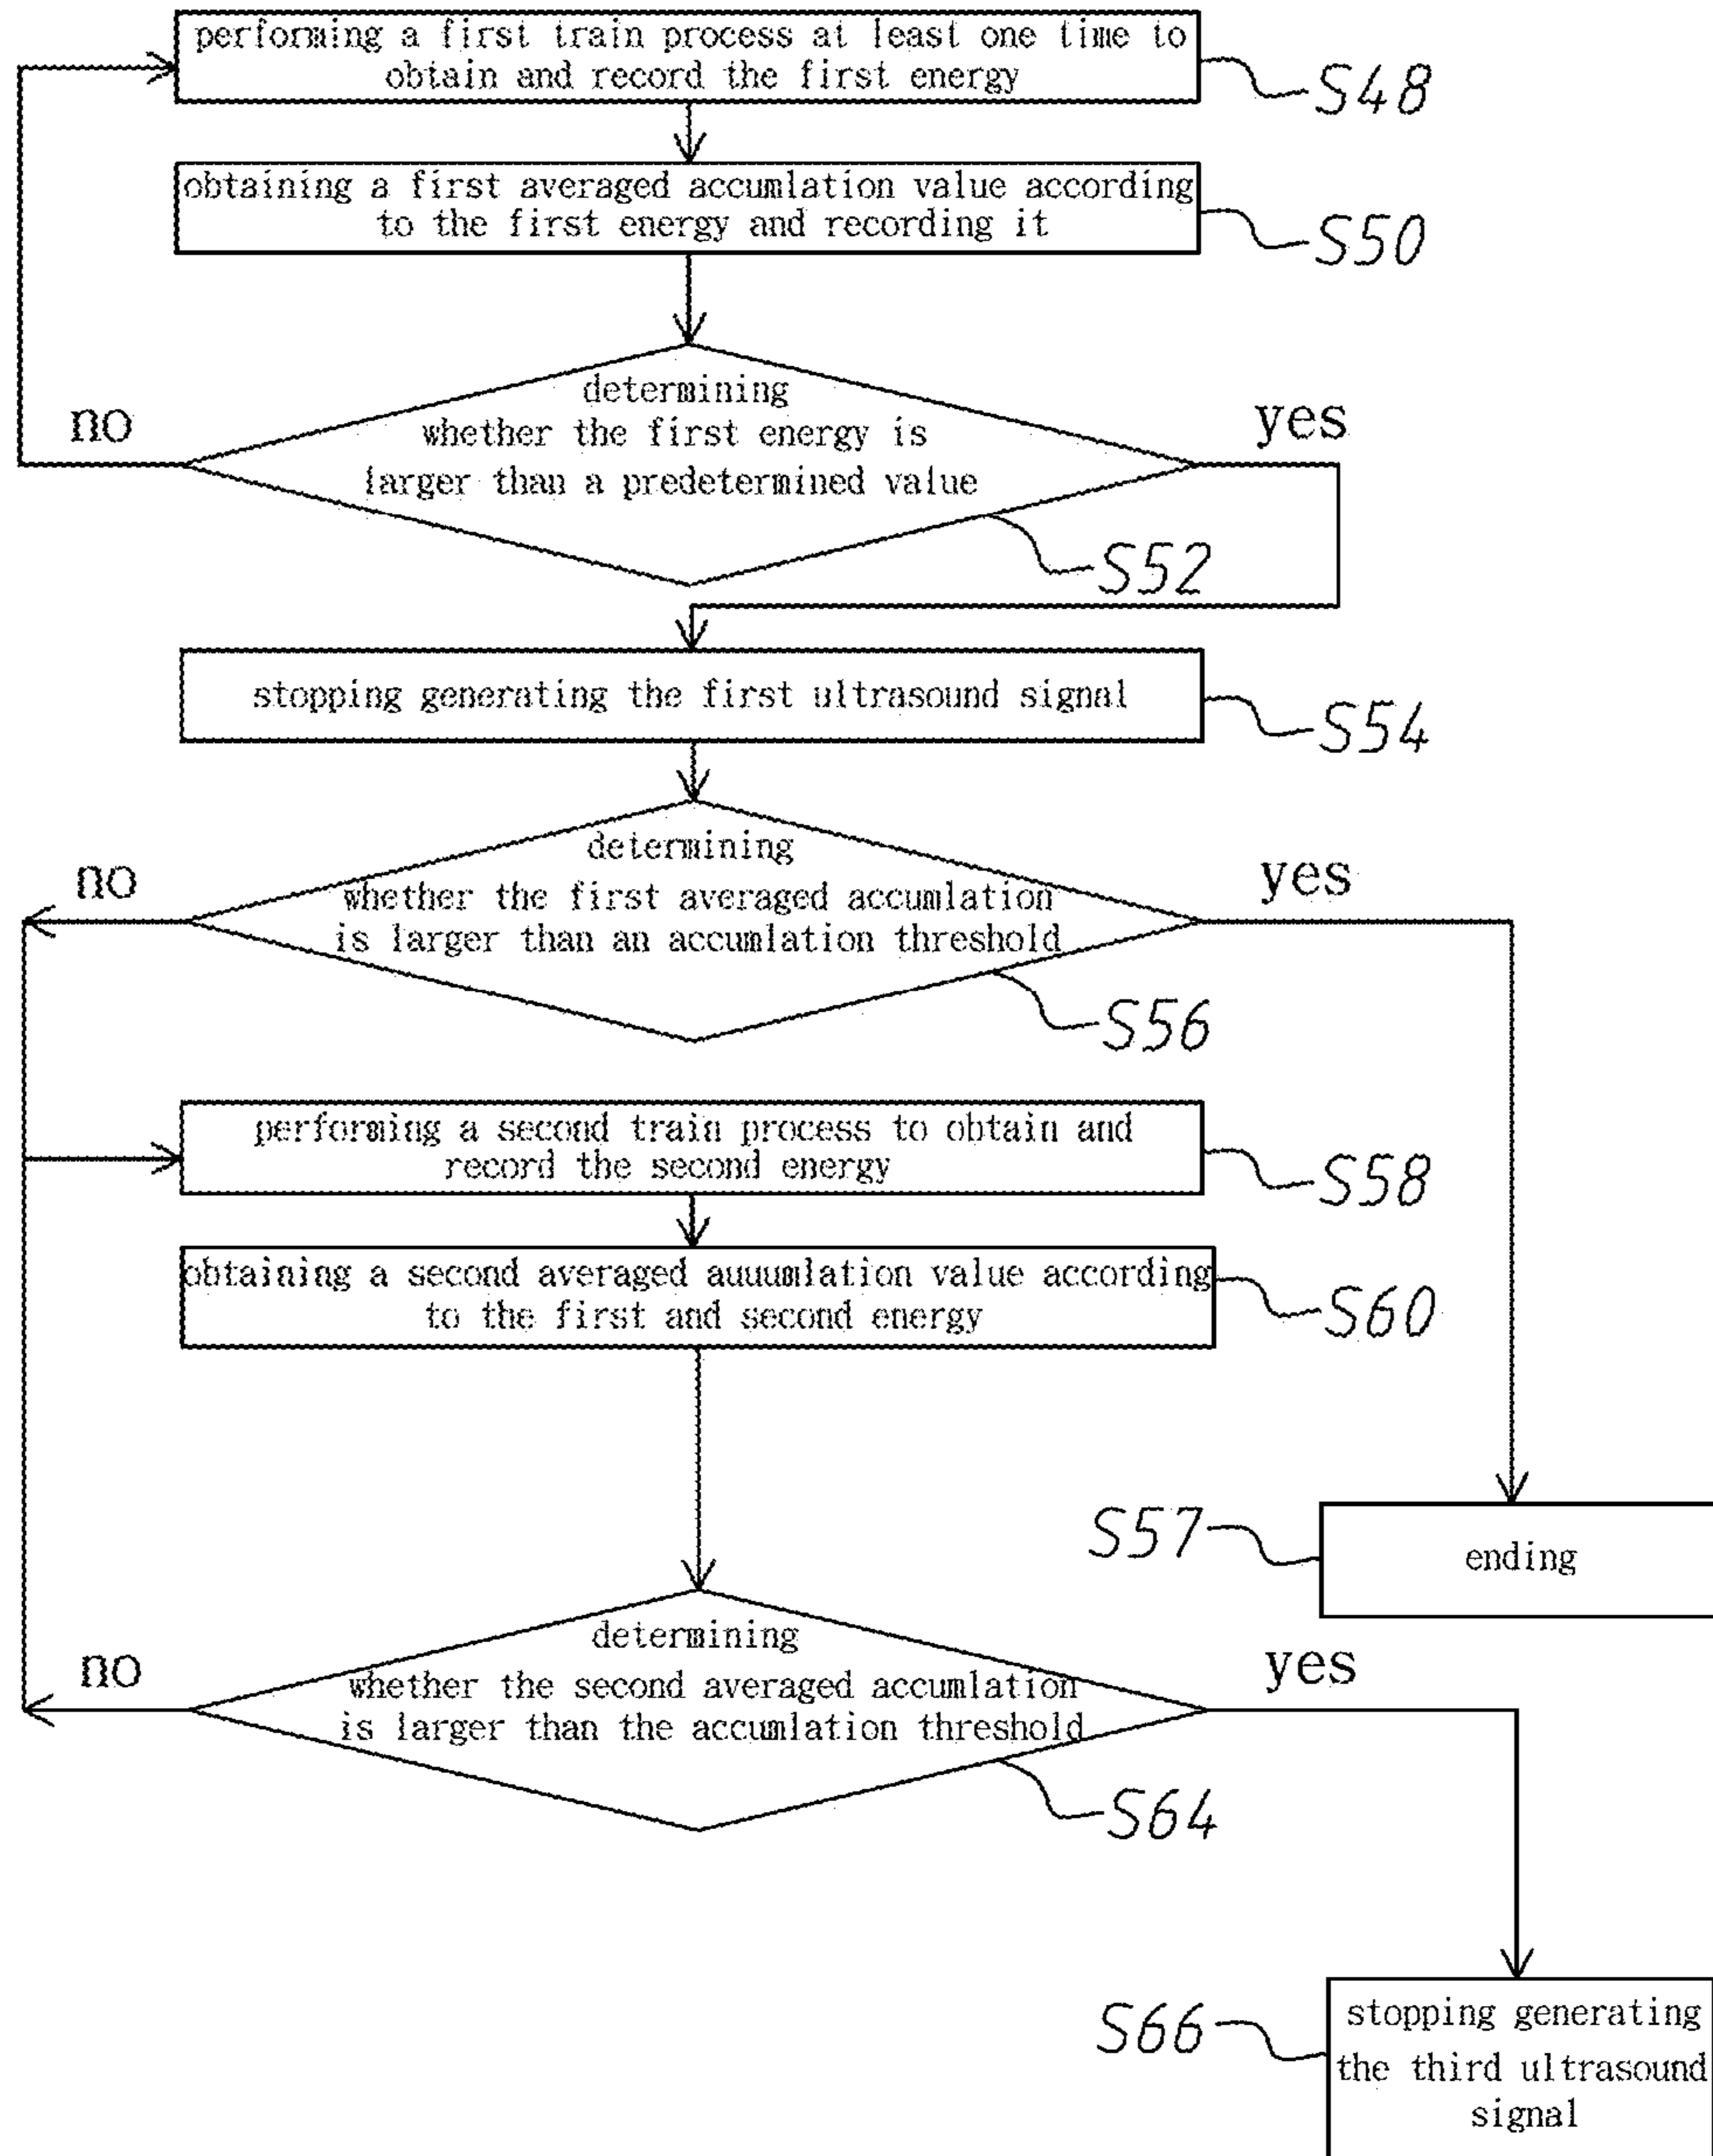 performing a first train process at least one time to
obtain and record the first energy
S48
obtaining a first averaged accumlation value according
to the first energy and recording it
S50
determining
whether the first energy is
larger than a predetermined value
no
yes
S52
stopping generating the first ultrasound signal
S54
determining
whether the first averaged accumlation
is larger than an accumlation threshold
no
yes
S56
performing a second train process to obtain and
record the second energy
S58
obtaining a second averaged auuumlation value according
to the first and second energy
S60
S57
ending
determining
whether the second averaged accumlation
is larger than the accumlation threshold
no
yes
S64
S66
stopping generating
the third ultrasound
signal